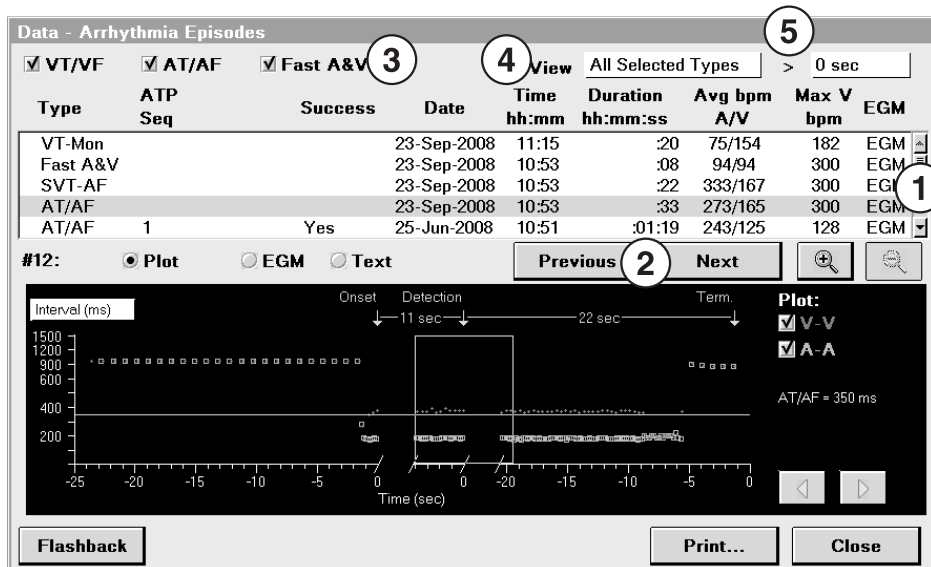 Data - Arrhythmia Episodes
VT/VF AT/AF Fast A&V 3 4 View All Selected Types 5 > 0 sec
Type ATP Seq Success Date Time hh:mm Duration hh:mm:ss Avg bpm A/V Max V bpm EGM
VT-Mon 23-Sep-2008 11:15 :20 75/154 182 EGM
Fast A&V 23-Sep-2008 10:53 :08 94/94 300 EGM
SVT-AF 23-Sep-2008 10:53 :22 333/167 300 EGM 1
AT/AF 23-Sep-2008 10:53 :33 273/165 300 EGM
AT/AF 1 Yes 25-Jun-2008 10:51 :01:19 243/125 128 EGM
#12: Plot EGM Text Previous 2 Next
Interval (ms) Onset Detection Term. Plot:
11 sec 22 sec V-V
1500
1200 A-A
900
600
400 AT/AF = 350 ms
200
-25 -20 -15 -10 -5 0 0 -20 -15 -10 -5 0
Time (sec)
Flashback Print... Close